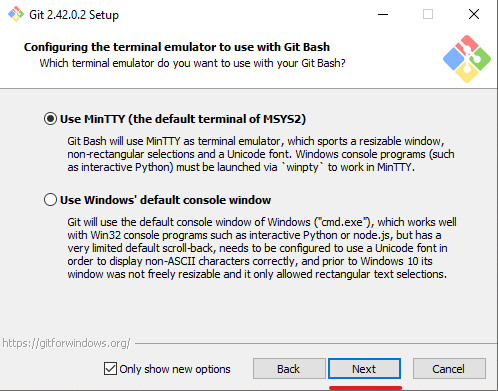 Git 2.42.0.2 Setup
Configuring the terminal emulator to use with Git Bash
Which terminal emulator do you want to use with your Git Bash?
Use MinTTY (the default terminal of MSYS2)
Git Bash will use MinTTY as terminal emulator, which sports a resizable window,
non-rectangular selections and a Unicode font. Windows console programs (such
as interactive Python) must be launched via `winpty` to work in MinTTY.
Use Windows' default console window
Git will use the default console window of Windows ("cmd.exe"), which works well
with Win32 console programs such as interactive Python or node.js, but has a
very limited default scroll-back, needs to be configured to use a Unicode font in
order to display non-ASCII characters correctly, and prior to Windows 10 its
window was not freely resizable and it only allowed rectangular text selections.
https://gitforwindows.org/
Only show new options
Back
Next
Cancel